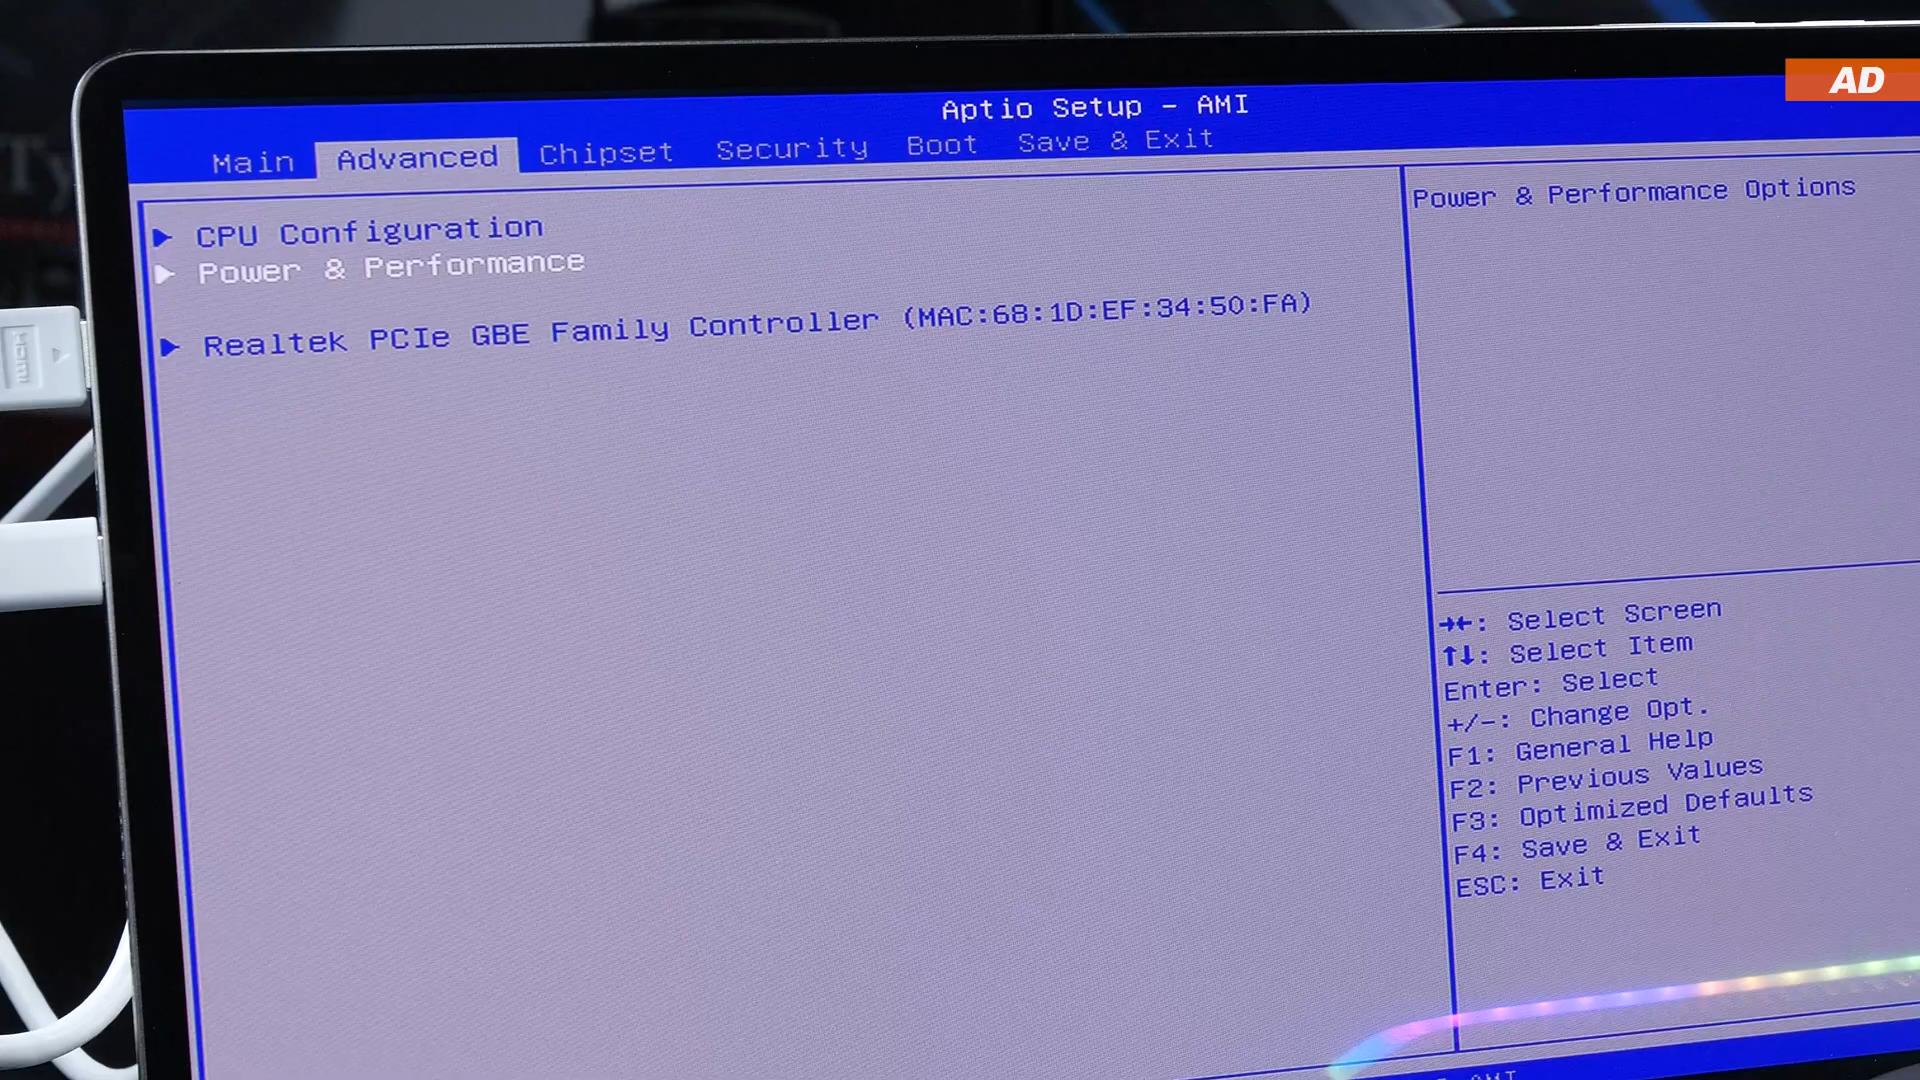 AD
Aptio Setup - AMI
Main Advanced Chipset Security Boot Save & Exit
► CPU Configuration
► Power & Performance
► Realtek PCIe GBE Family Controller (MAC:68:1D:EF:34:50:FA)
Power & Performance Options
→←: Select Screen
↑↓: Select Item
Enter: Select
+/-: Change Opt.
F1: General Help
F2: Previous Values
F3: Optimized Defaults
F4: Save & Exit
ESC: Exit
AMI